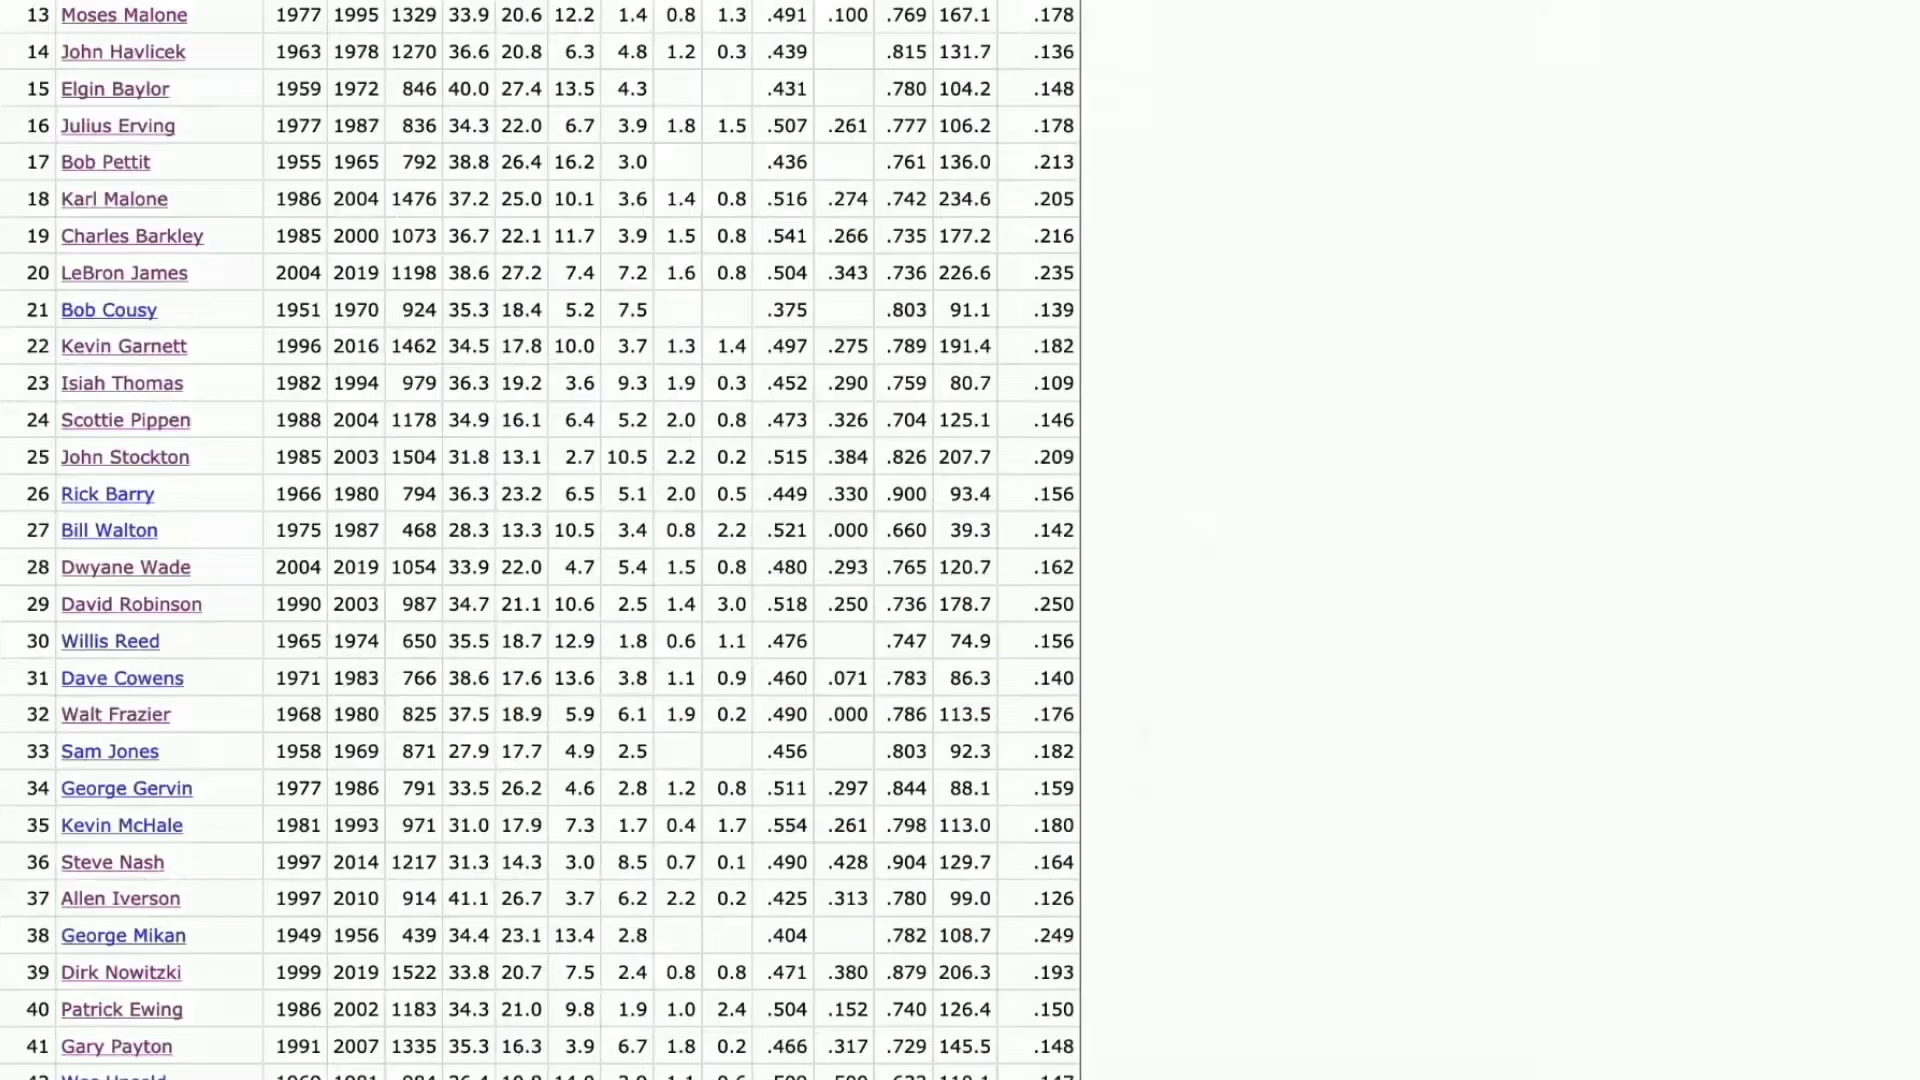 13 Moses Malone 1977 1995 1329 33.9 20.6 12.2 1.4 0.8 1.3 .491 .100 .769 167.1 .178
14 John Havlicek 1963 1978 1270 36.6 20.8 6.3 4.8 1.2 0.3 .439 .815 131.7 .136
15 Elgin Baylor 1959 1972 846 40.0 27.4 13.5 4.3 .431 .780 104.2 .148
16 Julius Erving 1977 1987 836 34.3 22.0 6.7 3.9 1.8 1.5 .507 .261 .777 106.2 .178
17 Bob Pettit 1955 1965 792 38.8 26.4 16.2 3.0 .436 .761 136.0 .213
18 Karl Malone 1986 2004 1476 37.2 25.0 10.1 3.6 1.4 0.8 .516 .274 .742 234.6 .205
19 Charles Barkley 1985 2000 1073 36.7 22.1 11.7 3.9 1.5 0.8 .541 .266 .735 177.2 .216
20 LeBron James 2004 2019 1198 38.6 27.2 7.4 7.2 1.6 0.8 .504 .343 .736 226.6 .235
21 Bob Cousy 1951 1970 924 35.3 18.4 5.2 7.5 .375 .803 91.1 .139
22 Kevin Garnett 1996 2016 1462 34.5 17.8 10.0 3.7 1.3 1.4 .497 .275 .789 191.4 .182
23 Isiah Thomas 1982 1994 979 36.3 19.2 3.6 9.3 1.9 0.3 .452 .290 .759 80.7 .109
24 Scottie Pippen 1988 2004 1178 34.9 16.1 6.4 5.2 2.0 0.8 .473 .326 .704 125.1 .146
25 John Stockton 1985 2003 1504 31.8 13.1 2.7 10.5 2.2 0.2 .515 .384 .826 207.7 .209
26 Rick Barry 1966 1980 794 36.3 23.2 6.5 5.1 2.0 0.5 .449 .330 .900 93.4 .156
27 Bill Walton 1975 1987 468 28.3 13.3 10.5 3.4 0.8 2.2 .521 .000 .660 39.3 .142
28 Dwyane Wade 2004 2019 1054 33.9 22.0 4.7 5.4 1.5 0.8 .480 .293 .765 120.7 .162
29 David Robinson 1990 2003 987 34.7 21.1 10.6 2.5 1.4 3.0 .518 .250 .736 178.7 .250
30 Willis Reed 1965 1974 650 35.5 18.7 12.9 1.8 0.6 1.1 .476 .747 74.9 .156
31 Dave Cowens 1971 1983 766 38.6 17.6 13.6 3.8 1.1 0.9 .460 .071 .783 86.3 .140
32 Walt Frazier 1968 1980 825 37.5 18.9 5.9 6.1 1.9 0.2 .490 .000 .786 113.5 .176
33 Sam Jones 1958 1969 871 27.9 17.7 4.9 2.5 .456 .803 92.3 .182
34 George Gervin 1977 1986 791 33.5 26.2 4.6 2.8 1.2 0.8 .511 .297 .844 88.1 .159
35 Kevin McHale 1981 1993 971 31.0 17.9 7.3 1.7 0.4 1.7 .554 .261 .798 113.0 .180
36 Steve Nash 1997 2014 1217 31.3 14.3 3.0 8.5 0.7 0.1 .490 .428 .904 129.7 .164
37 Allen Iverson 1997 2010 914 41.1 26.7 3.7 6.2 2.2 0.2 .425 .313 .780 99.0 .126
38 George Mikan 1949 1956 439 34.4 23.1 13.4 2.8 .404 .782 108.7 .249
39 Dirk Nowitzki 1999 2019 1522 33.8 20.7 7.5 2.4 0.8 0.8 .471 .380 .879 206.3 .193
40 Patrick Ewing 1986 2002 1183 34.3 21.0 9.8 1.9 1.0 2.4 .504 .152 .740 126.4 .150
41 Gary Payton 1991 2007 1335 35.3 16.3 3.9 6.7 1.8 0.2 .466 .317 .729 145.5 .148